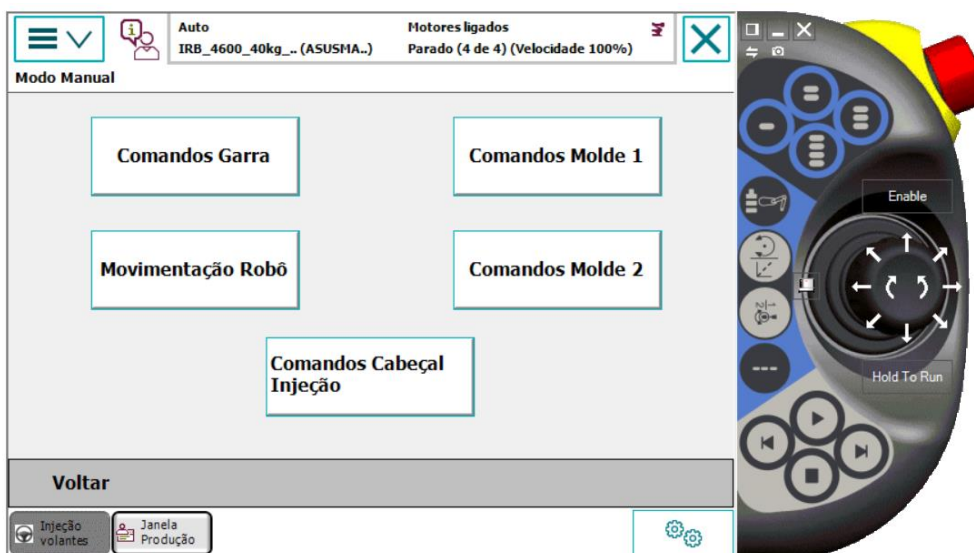 Auto
IRB_4600_40kg_.. (ASUSMA..)
Motores ligados
Parado (4 de 4) (Velocidade 100%)
Modo Manual
Comandos Garra
Comandos Molde 1
Movimentação Robô
Comandos Molde 2
Comandos Cabeçal
Injeção
Voltar
Injeção
volantes
Janela
Produção
Enable
Hold To Run